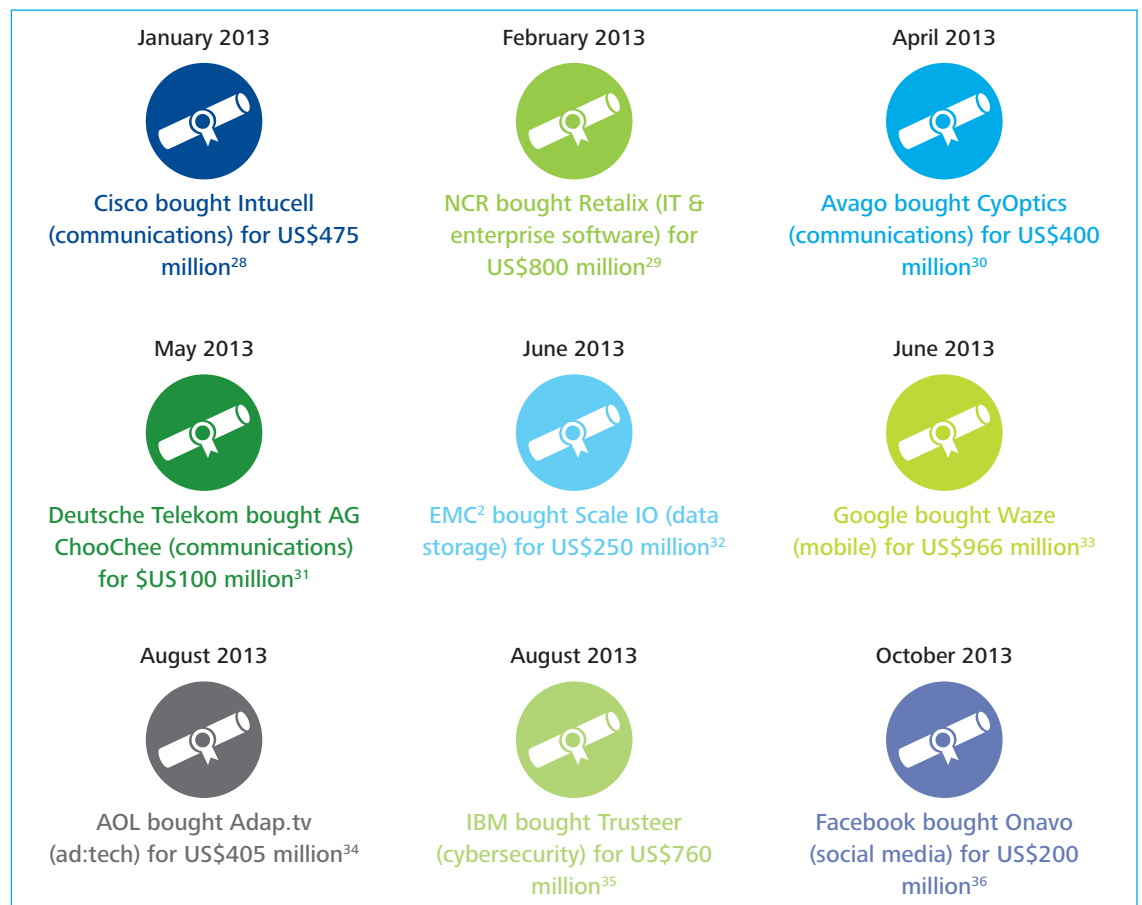 January 2013
Cisco bought Intucell
(communications) for US$475
million28
February 2013
NCR bought Retalix (IT &
enterprise software) for
US$800 million29
April 2013
Avago bought CyOptics
(communications) for US$400
million30
May 2013
Deutsche Telekom bought AG
ChooChee (communications)
for $US100 million31
June 2013
EMC² bought Scale IO (data
storage) for US$250 million32
June 2013
Google bought Waze
(mobile) for US$966 million33
August 2013
AOL bought Adap.tv
(ad:tech) for US$405 million34
August 2013
IBM bought Trusteer
(cybersecurity) for US$760
million35
October 2013
Facebook bought Onavo
(social media) for US$200
million36